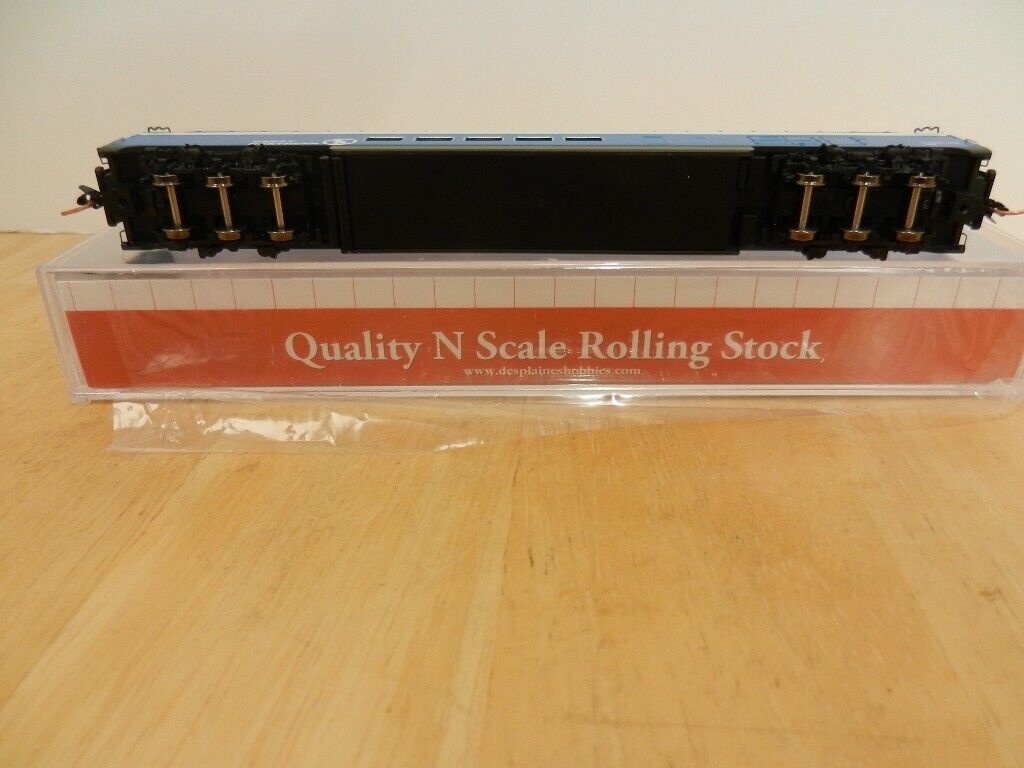 Quality N Scale Rolling Stock
www.desplaineshobbies.com